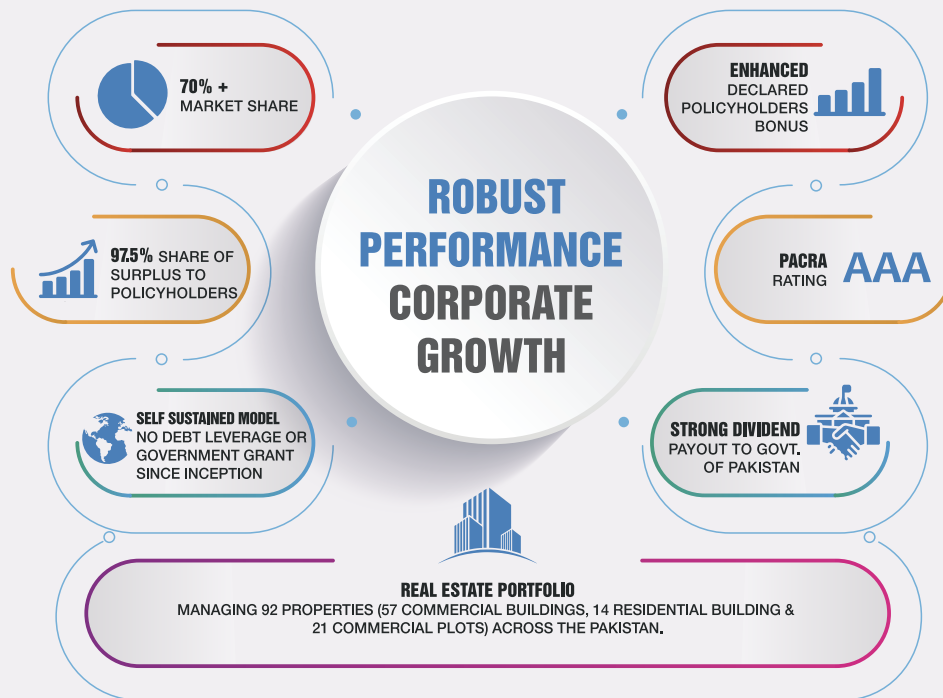 70% +
MARKET SHARE
ENHANCED
DECLARED
POLICYHOLDERS
BONUS
ROBUST
PERFORMANCE
CORPORATE
GROWTH
97.5% SHARE OF
SURPLUS TO
POLICYHOLDERS
PACRA
RATING
AAA
SELF SUSTAINED MODEL
NO DEBT LEVERAGE OR
GOVERNMENT GRANT
SINCE INCEPTION
STRONG DIVIDEND
PAYOUT TO GOVT.
OF PAKISTAN
REAL ESTATE PORTFOLIO
MANAGING 92 PROPERTIES (57 COMMERCIAL BUILDINGS, 14 RESIDENTIAL BUILDING &
21 COMMERCIAL PLOTS) ACROSS THE PAKISTAN.